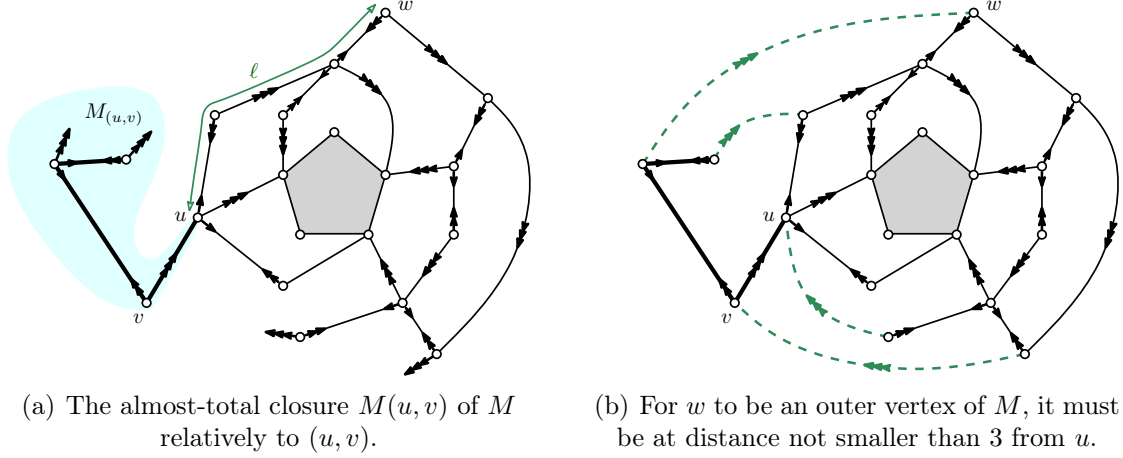 w
ℓ
M(u,v)
u
v
w
u
v
(a) The almost-total closure M(u, v) of M
relatively to (u, v).
(b) For w to be an outer vertex of M, it must
be at distance not smaller than 3 from u.